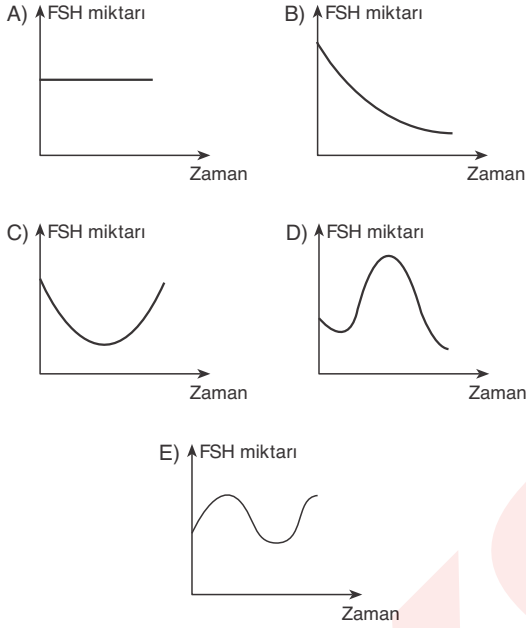 A) FSH miktarı
Zaman
B) FSH miktarı
Zaman
C) FSH miktarı
Zaman
D) FSH miktarı
Zaman
E) FSH miktarı
Zaman